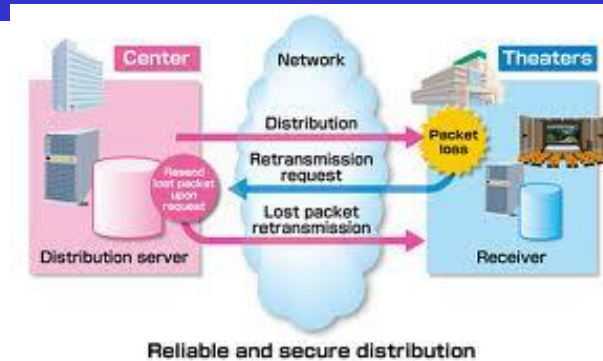 Center
Network
Theaters
Distribution
Packet
loss
Retransmission
request
Resend
lost packet
upon
request
Lost packet
retransmission
Distribution server
Receiver
Reliable and secure distribution